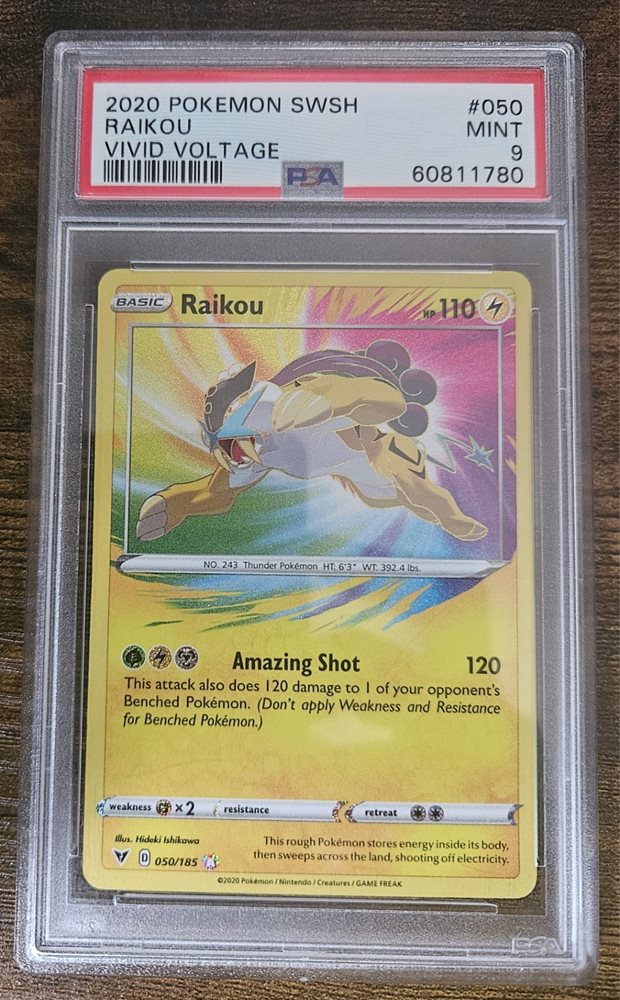 2020 POKEMON SWSH #050
RAIKOU MINT
VIVID VOLTAGE 9
PSA 60811780
BASIC Raikou HP 110
NO. 243 Thunder Pokémon HT: 6'3" WT: 392.4 lbs.
Amazing Shot 120
This attack also does 120 damage to 1 of your opponent's
Benched Pokémon. (Don't apply Weakness and Resistance
for Benched Pokémon.)
weakness ×2 resistance retreat
Illus. Hideki Ishikawa
This rough Pokémon stores energy inside its body,
then sweeps across the land, shooting off electricity.
D 050/185
©2020 Pokémon / Nintendo / Creatures / GAME FREAK
PSA